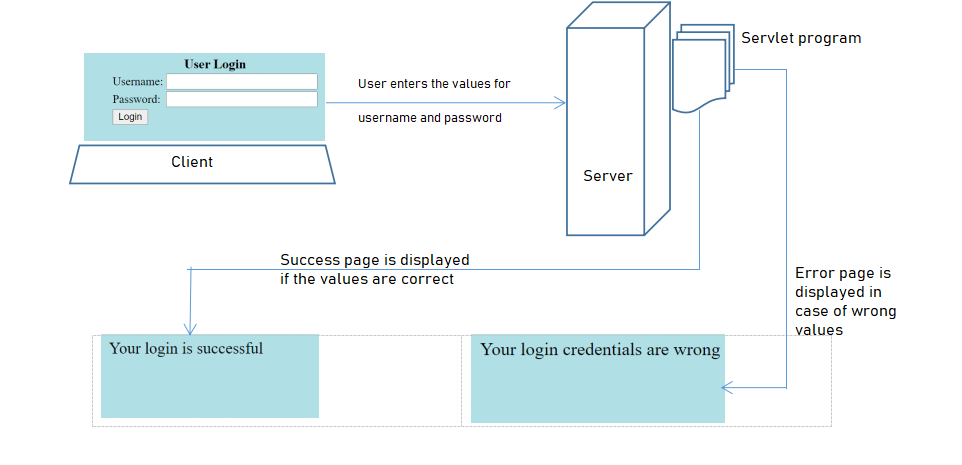 Servlet program
User Login
Username:
Password:
Login
User enters the values for
username and password
Client
Server
Success page is displayed
if the values are correct
Error page is
displayed in
case of wrong
values
Your login is successful
Your login credentials are wrong